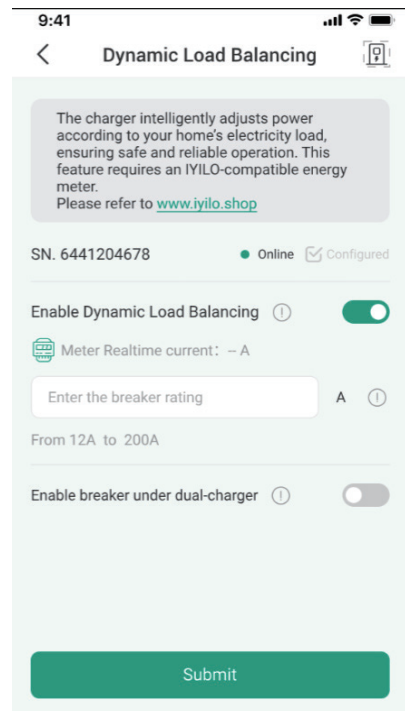 9:41
Dynamic Load Balancing
The charger intelligently adjusts power
according to your home's electricity load,
ensuring safe and reliable operation. This
feature requires an IYILO-compatible energy
meter.
Please refer to www.iyilo.shop
SN. 6441204678 Online Configured
Enable Dynamic Load Balancing
Meter Realtime current: -- A
Enter the breaker rating A
From 12A to 200A
Enable breaker under dual-charger
Submit